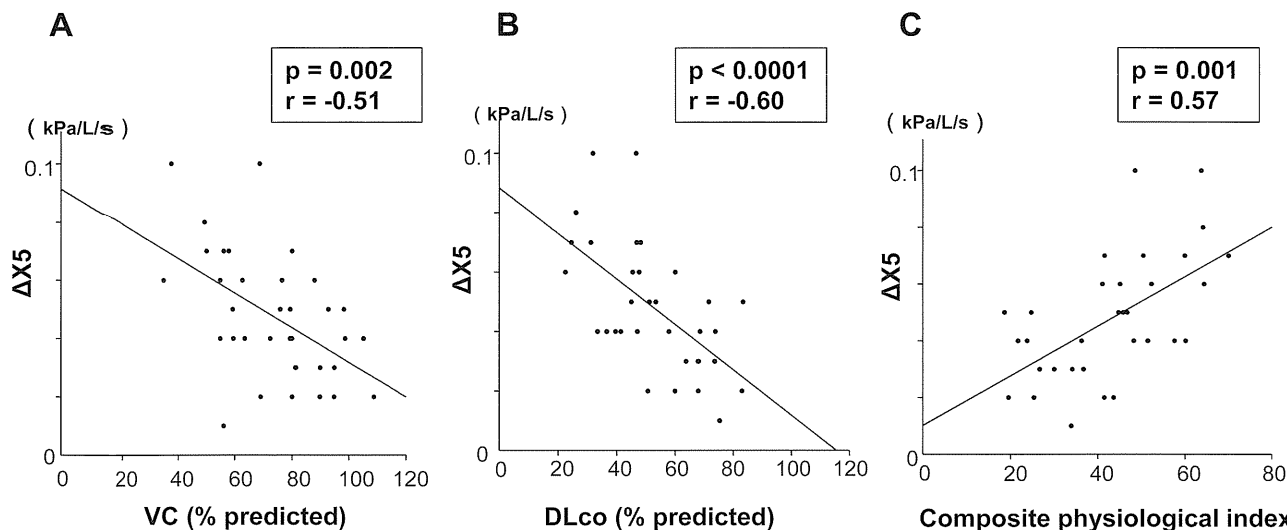 A
p = 0.002
r = -0.51
( kPa/L/s )
0.1
ΔX5
0
0 20 40 60 80 100 120
VC (% predicted)
B
p < 0.0001
r = -0.60
( kPa/L/s )
0.1
ΔX5
0
0 20 40 60 80 100 120
DLco (% predicted)
C
p = 0.001
r = 0.57
( kPa/L/s )
0.1
ΔX5
0
0 20 40 60 80
Composite physiological index